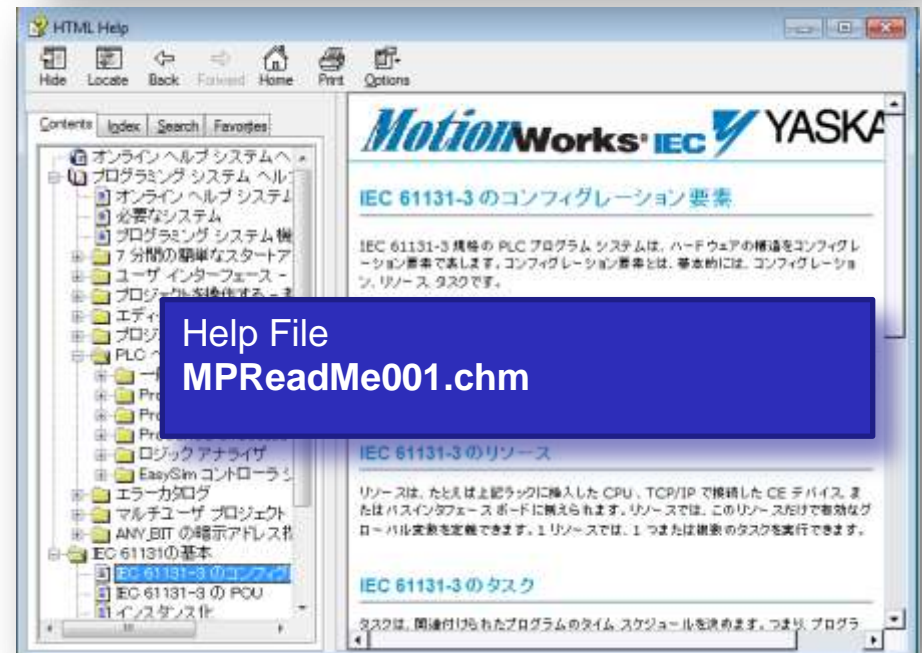 HTML Help
Hide Locate Back Forward Home Print Options
Contents Index Search Favorites
オンライン ヘルプ システムへ
プログラミング システム ヘル
オンライン ヘルプ システム
必要なシステム
プログラミング システム 機
7 分間の簡単なスタートア
ユーザ インターフェース -
プロジェクトを操作する - ま
エディ
プロジ
PLC へ
一般
Pr
Pr
Pr
ロジック アナライザ
EasySim コントローラ シ
エラーカタログ
マルチユーザ プロジェクト
ANY_BIT の暗示アドレス指
IEC 61131の基本
IEC 61131-3 のコンフィグ
IEC 61131-3 の POU
インスタンス化
MotionWorks IEC YASKA
IEC 61131-3 のコンフィグレーション要素
IEC 61131-3 規格の PLC プログラム システムは、ハードウェアの構造をコンフィグレ
ーション要素で表します。コンフィグレーション要素とは、基本的には、コンフィグレーショ
ン、リソース、タスクです。
Help File
MPReadMe001.chm
IEC 61131-3 のリソース
リソースは、たとえば上記ラックに挿入した CPU 、TCP/IP で接続した CE デバイス、ま
たは バスインタフェース ボードに例えられます。リソースでは、このリソースだけで有効なグ
ローバル変数を定義できます。1 リソースでは、1 つまたは複数のタスクを実行できます。
IEC 61131-3 のタスク
タスクは、関連付けられたプログラムのタイム スケジュールを決めます。つまり、プログラ